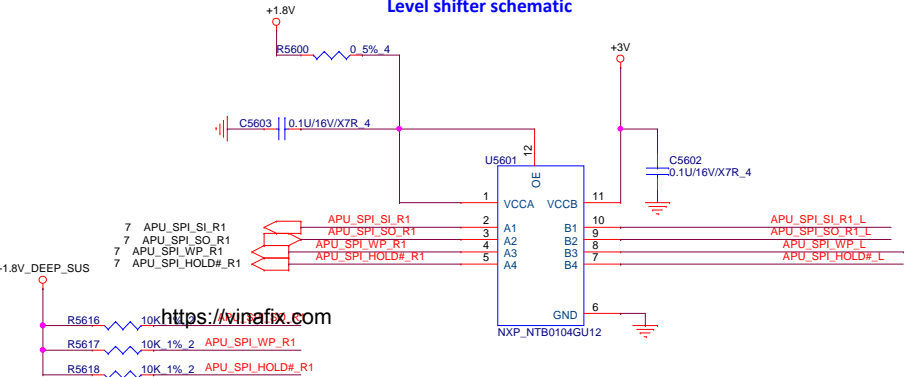 Level shifter schematic
+1.8V
R5600 0_5%_4
+3V
C5603 0.1U/16V/X7R_4
12
U5601
OE
C5602
0.1U/16V/X7R_4
1 VCCA VCCB 11
7 APU_SPI_SI_R1 APU_SPI_SI_R1 2 A1 B1 10 APU_SPI_SI_R1_L
7 APU_SPI_SO_R1 APU_SPI_SO_R1 3 A2 B2 9 APU_SPI_SO_R1_L
7 APU_SPI_WP_R1 APU_SPI_WP_R1 4 A3 B3 8 APU_SPI_WP_L
7 APU_SPI_HOLD#_R1 APU_SPI_HOLD#_R1 5 A4 B4 7 APU_SPI_HOLD#_L
1.8V_DEEP_SUS
GND 6
R5616 10K_1%_2 https://vinafix.com
NXP_NTB0104GU12
R5617 10K_1%_2 APU_SPI_WP_R1
R5618 10K_1%_2 APU_SPI_HOLD#_R1